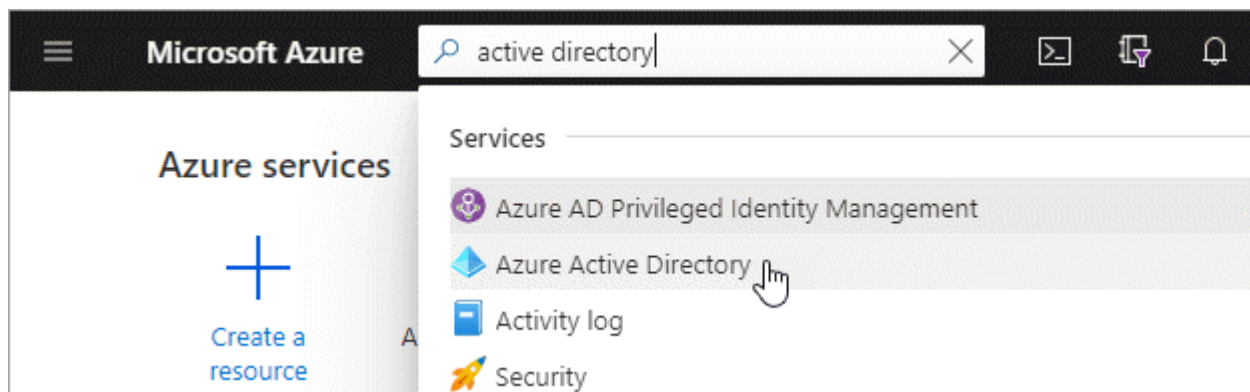 Microsoft Azure
active directory
Azure services
Services
Azure AD Privileged Identity Management
Azure Active Directory
Activity log
Security
Create a
resource
A